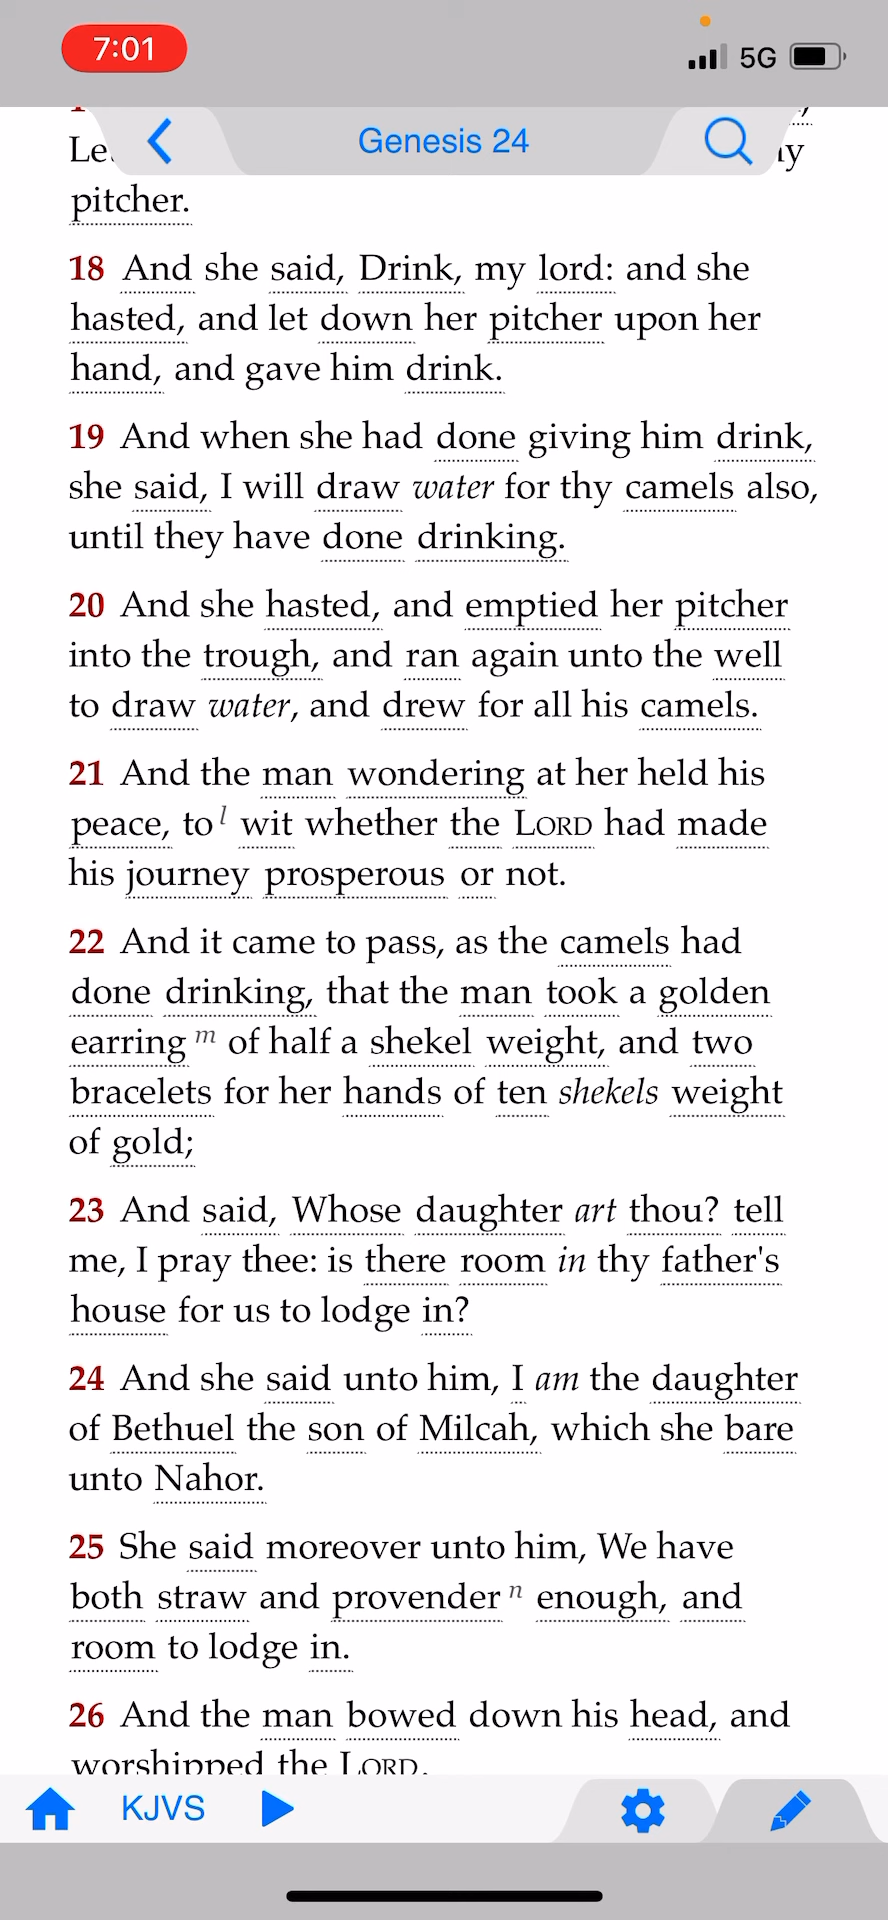 7:01
5G
Genesis 24
pitcher.
18 And she said, Drink, my lord: and she
hasted, and let down her pitcher upon her
hand, and gave him drink.
19 And when she had done giving him drink,
she said, I will draw water for thy camels also,
until they have done drinking.
20 And she hasted, and emptied her pitcher
into the trough, and ran again unto the well
to draw water, and drew for all his camels.
21 And the man wondering at her held his
peace, to l wit whether the LORD had made
his journey prosperous or not.
22 And it came to pass, as the camels had
done drinking, that the man took a golden
earring m of half a shekel weight, and two
bracelets for her hands of ten shekels weight
of gold;
23 And said, Whose daughter art thou? tell
me, I pray thee: is there room in thy father's
house for us to lodge in?
24 And she said unto him, I am the daughter
of Bethuel the son of Milcah, which she bare
unto Nahor.
25 She said moreover unto him, We have
both straw and provender n enough, and
room to lodge in.
26 And the man bowed down his head, and
worshipped the LORD.
KJVS